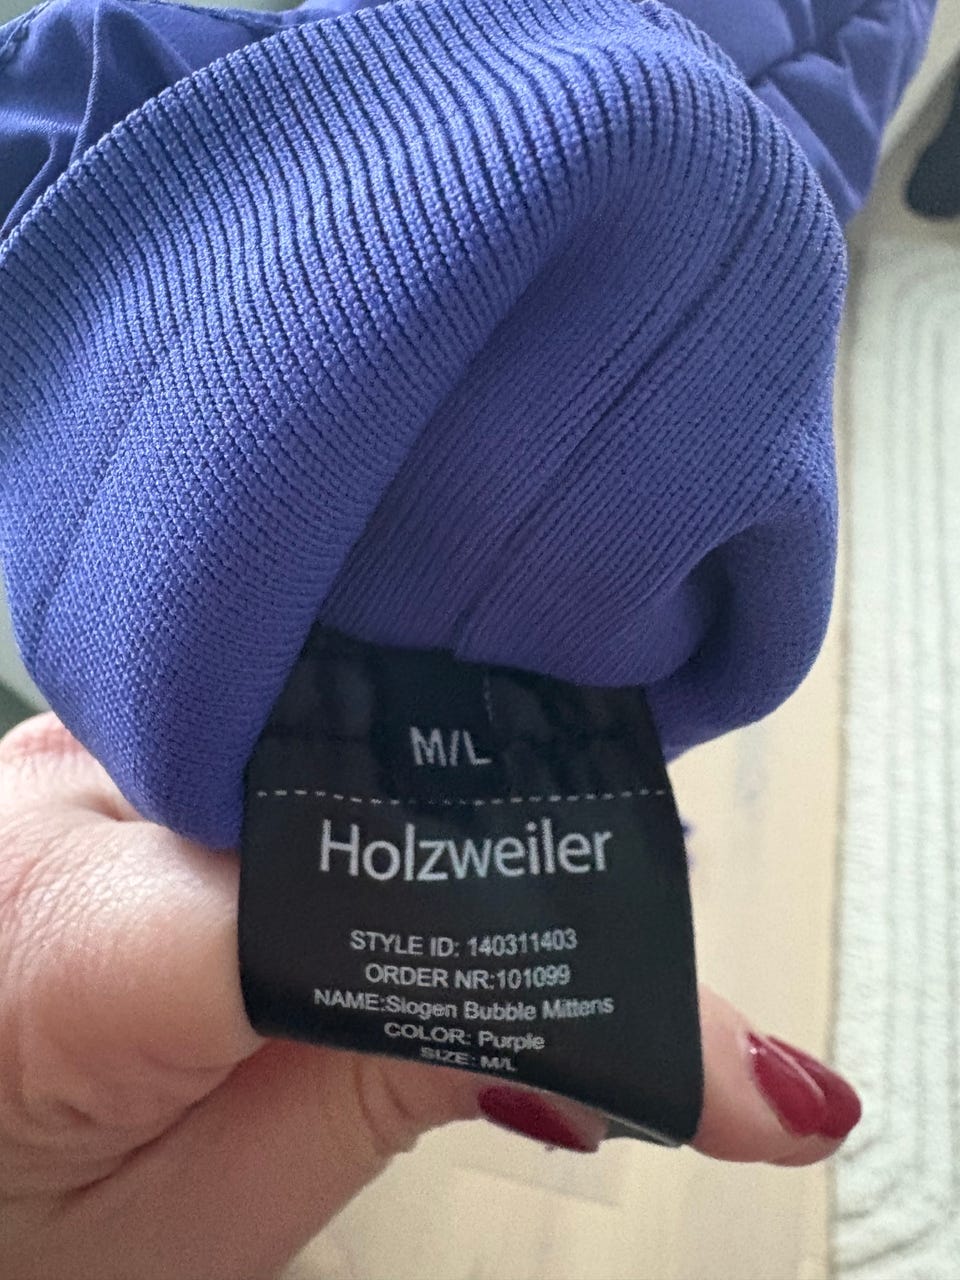 M/L
Holzweiler
STYLE ID: 140311403
ORDER NR:101099
NAME:Slogen Bubble Mittens
COLOR: Purple
SIZE: M/L